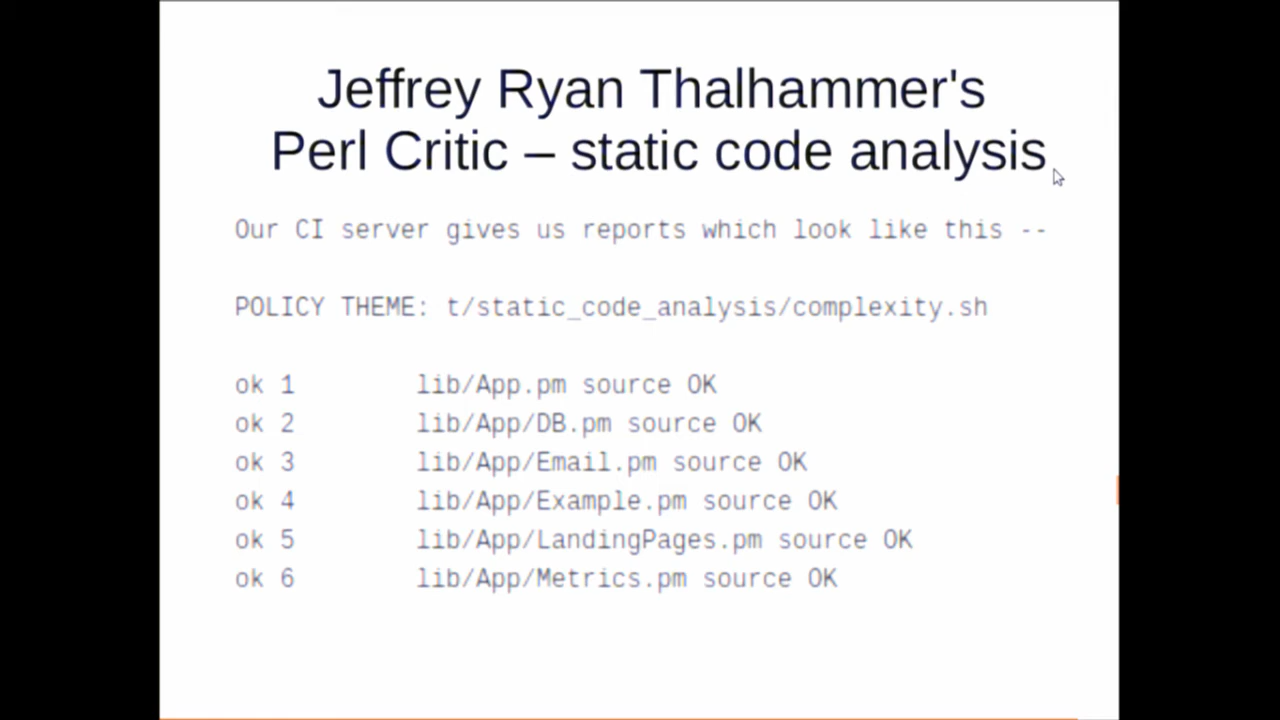 Jeffrey Ryan Thalhammer's
Perl Critic – static code analysis
Our CI server gives us reports which look like this --
POLICY THEME: t/static_code_analysis/complexity.sh
ok 1 lib/App.pm source OK
ok 2 lib/App/DB.pm source OK
ok 3 lib/App/Email.pm source OK
ok 4 lib/App/Example.pm source OK
ok 5 lib/App/LandingPages.pm source OK
ok 6 lib/App/Metrics.pm source OK